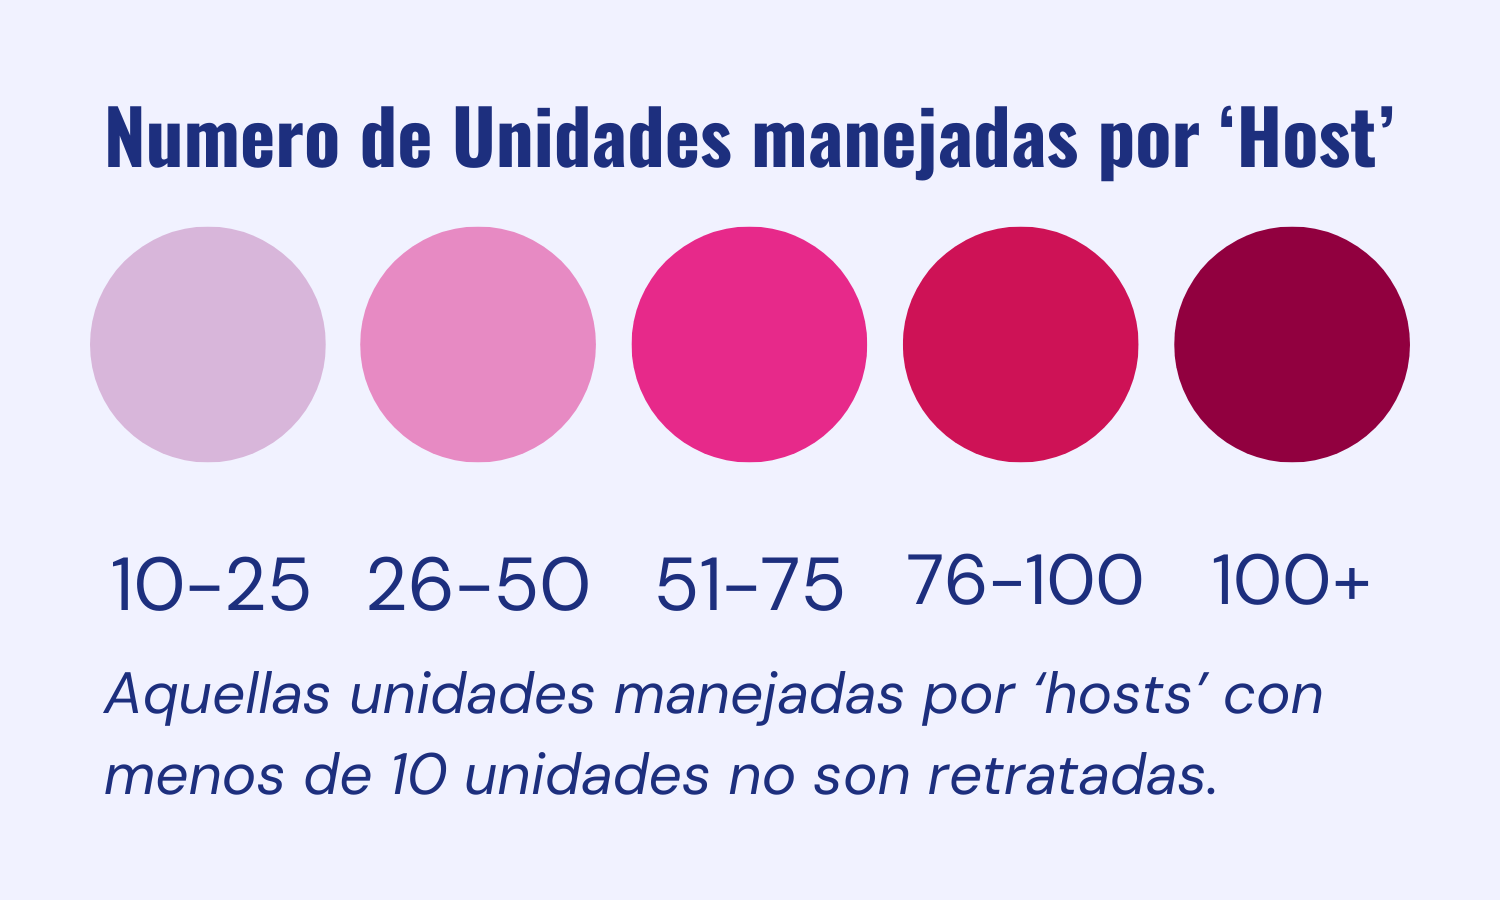 Numero de Unidades manejadas por ‘Host’
10-25 26-50 51-75 76-100 100+
Aquellas unidades manejadas por ‘hosts’ con
menos de 10 unidades no son retratadas.